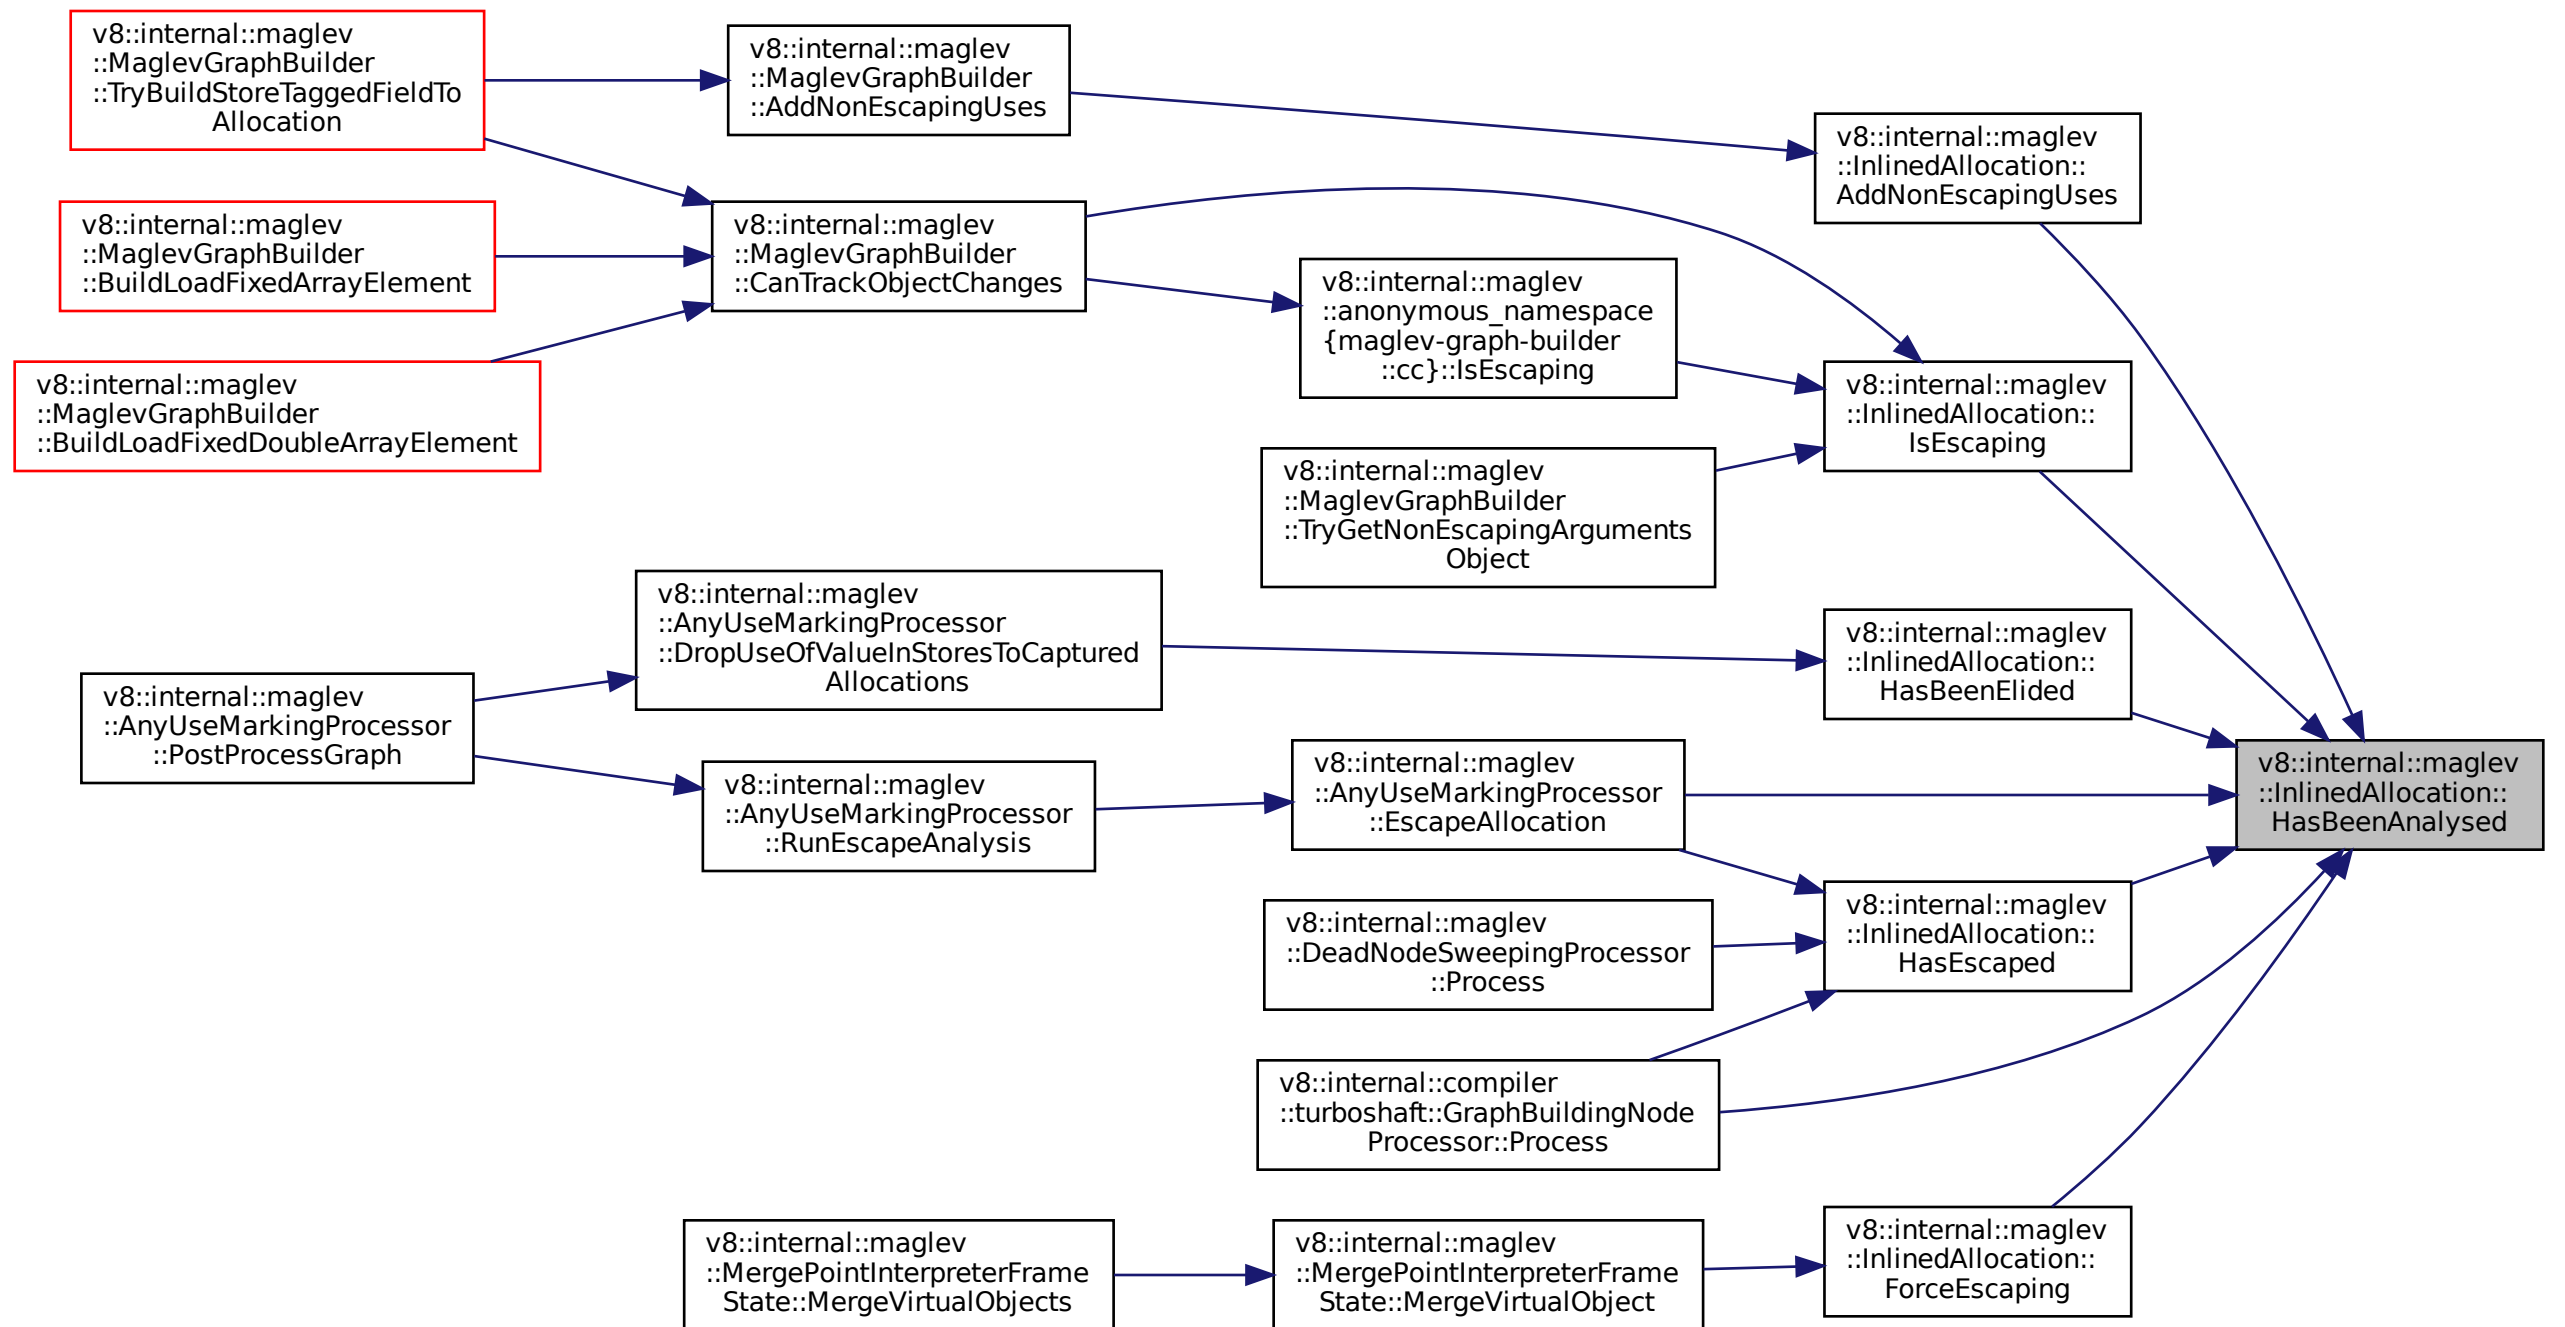 v8::internal::maglev
::MaglevGraphBuilder
::TryBuildStoreTaggedFieldTo
Allocation
v8::internal::maglev
::MaglevGraphBuilder
::AddNonEscapingUses
v8::internal::maglev
::InlinedAllocation::
AddNonEscapingUses
v8::internal::maglev
::MaglevGraphBuilder
::BuildLoadFixedArrayElement
v8::internal::maglev
::MaglevGraphBuilder
::CanTrackObjectChanges
v8::internal::maglev
::anonymous_namespace
{maglev-graph-builder
::cc}::IsEscaping
v8::internal::maglev
::MaglevGraphBuilder
::BuildLoadFixedDoubleArrayElement
v8::internal::maglev
::InlinedAllocation::
IsEscaping
v8::internal::maglev
::MaglevGraphBuilder
::TryGetNonEscapingArguments
Object
v8::internal::maglev
::AnyUseMarkingProcessor
::DropUseOfValueInStoresToCaptured
Allocations
v8::internal::maglev
::InlinedAllocation::
HasBeenElided
v8::internal::maglev
::AnyUseMarkingProcessor
::PostProcessGraph
v8::internal::maglev
::AnyUseMarkingProcessor
::RunEscapeAnalysis
v8::internal::maglev
::AnyUseMarkingProcessor
::EscapeAllocation
v8::internal::maglev
::InlinedAllocation::
HasBeenAnalysed
v8::internal::maglev
::DeadNodeSweepingProcessor
::Process
v8::internal::maglev
::InlinedAllocation::
HasEscaped
v8::internal::compiler
::turboshaft::GraphBuildingNode
Processor::Process
v8::internal::maglev
::MergePointInterpreterFrame
State::MergeVirtualObjects
v8::internal::maglev
::MergePointInterpreterFrame
State::MergeVirtualObject
v8::internal::maglev
::InlinedAllocation::
ForceEscaping